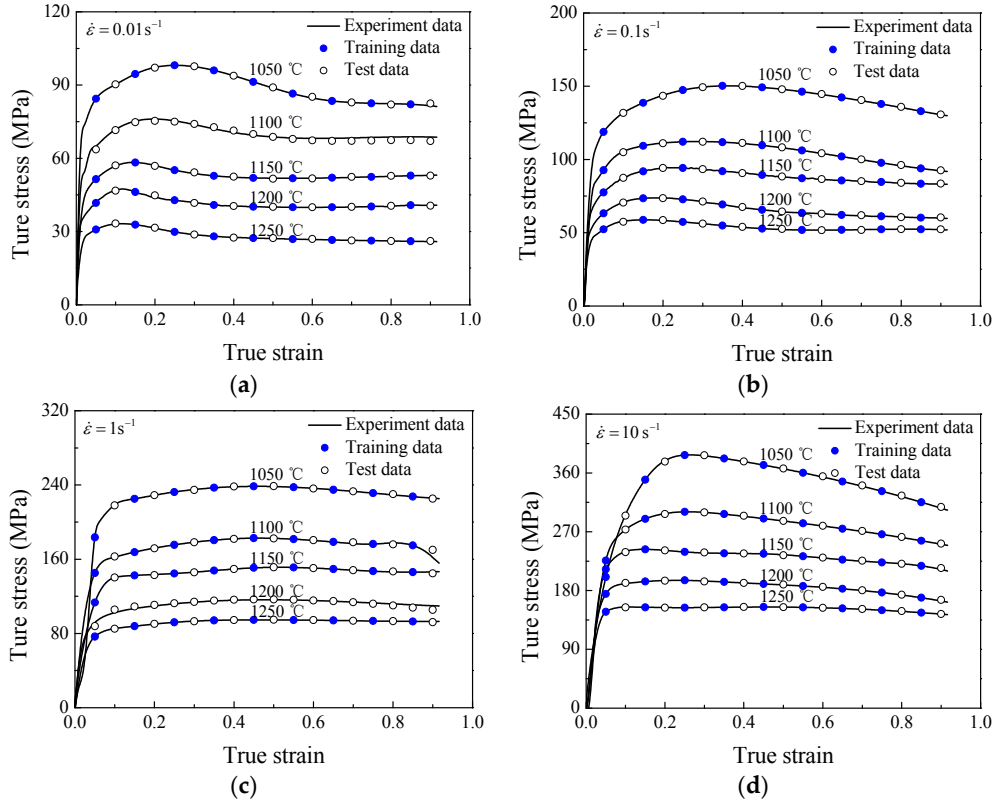 ε̇ = 0.01s⁻¹
Experiment data
Training data
Test data
1050 ℃
1100 ℃
1150 ℃
1200 ℃
1250 ℃
120
90
60
30
0
0.0 0.2 0.4 0.6 0.8 1.0
Ture stress (MPa)
True strain
(a)
ε̇ = 0.1s⁻¹
Experiment data
Training data
Test data
1050 ℃
1100 ℃
1150 ℃
1200 ℃
1250 ℃
200
150
100
50
0
0.0 0.2 0.4 0.6 0.8 1.0
Ture stress (MPa)
True strain
(b)
ε̇ = 1s⁻¹
Experiment data
Training data
Test data
1050 ℃
1100 ℃
1150 ℃
1200 ℃
1250 ℃
320
240
160
80
0
0.0 0.2 0.4 0.6 0.8 1.0
Ture stress (MPa)
True strain
(c)
ε̇ = 10 s⁻¹
Experiment data
Training data
Test data
1050 ℃
1100 ℃
1150 ℃
1200 ℃
1250 ℃
450
360
270
180
90
0
0.0 0.2 0.4 0.6 0.8 1.0
Ture stress (MPa)
True strain
(d)